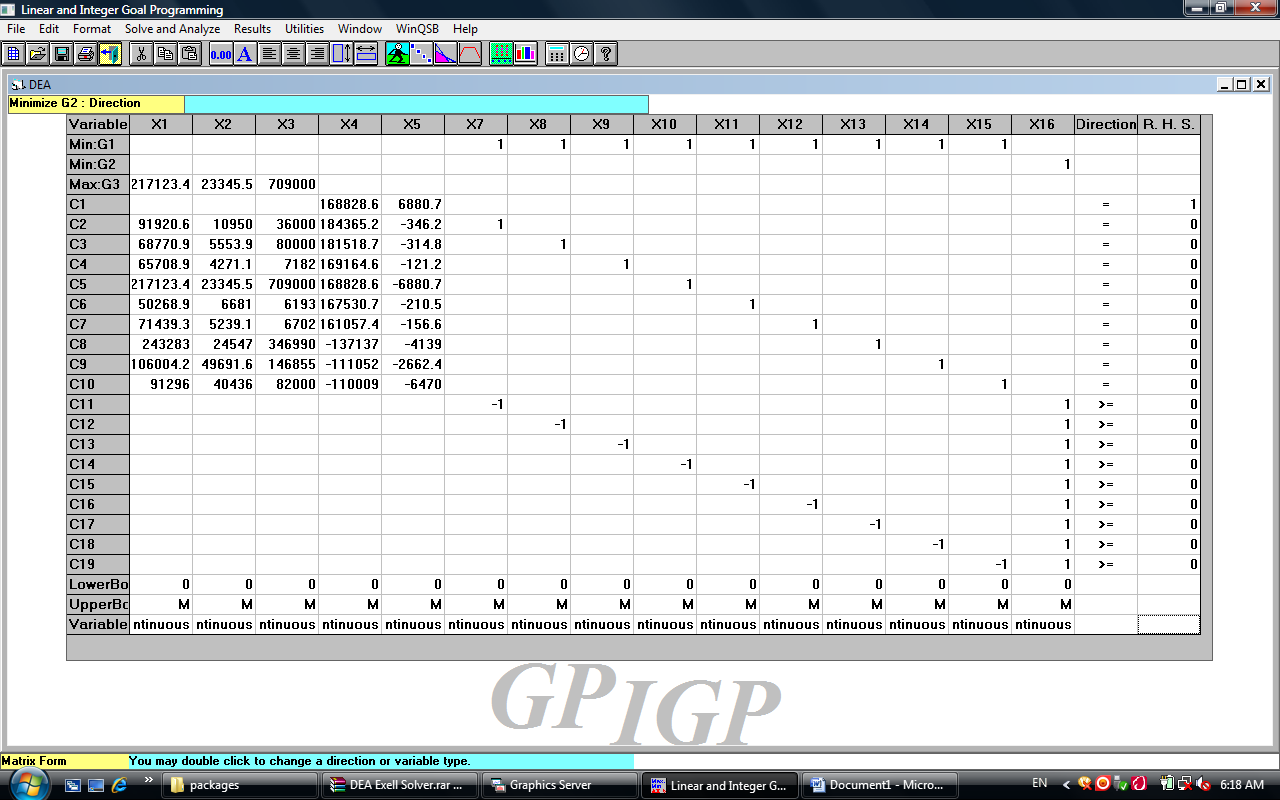 Linear and Integer Goal Programming
File Edit Format Solve and Analyze Results Utilities Window WinQSB Help
0.00 A
DEA
Minimize G2 : Direction
Variable X1 X2 X3 X4 X5 X7 X8 X9 X10 X11 X12 X13 X14 X15 X16 Direction R. H. S.
Min:G1 1 1 1 1 1 1 1 1 1
Min:G2 1
Max:G3 217123.4 23345.5 709000
C1 168828.6 6880.7 = 1
C2 91920.6 10950 36000 184365.2 -346.2 1 = 0
C3 68770.9 5553.9 80000 181518.7 -314.8 1 = 0
C4 65708.9 4271.1 7182 169164.6 -121.2 1 = 0
C5 217123.4 23345.5 709000 168828.6 -6880.7 1 = 0
C6 50268.9 6681 6193 167530.7 -210.5 1 = 0
C7 71439.3 5239.1 6702 161057.4 -156.6 1 = 0
C8 243283 24547 346990 -137137 -4139 1 = 0
C9 106004.2 49691.6 146855 -111052 -2662.4 1 = 0
C10 91296 40436 82000 -110009 -6470 1 = 0
C11 -1 1 >= 0
C12 -1 1 >= 0
C13 -1 1 >= 0
C14 -1 1 >= 0
C15 -1 1 >= 0
C16 -1 1 >= 0
C17 -1 1 >= 0
C18 -1 1 >= 0
C19 -1 1 >= 0
LowerBo 0 0 0 0 0 0 0 0 0 0 0 0 0 0 0
UpperBo M M M M M M M M M M M M M M M
Variable ntinuous ntinuous ntinuous ntinuous ntinuous ntinuous ntinuous ntinuous ntinuous ntinuous ntinuous ntinuous ntinuous ntinuous ntinuous
GP IGP
Matrix Form You may double click to change a direction or variable type.
packages DEA Exell Solver.rar ... Graphics Server Linear and Integer G... Document1 - Micro... EN 6:18 AM